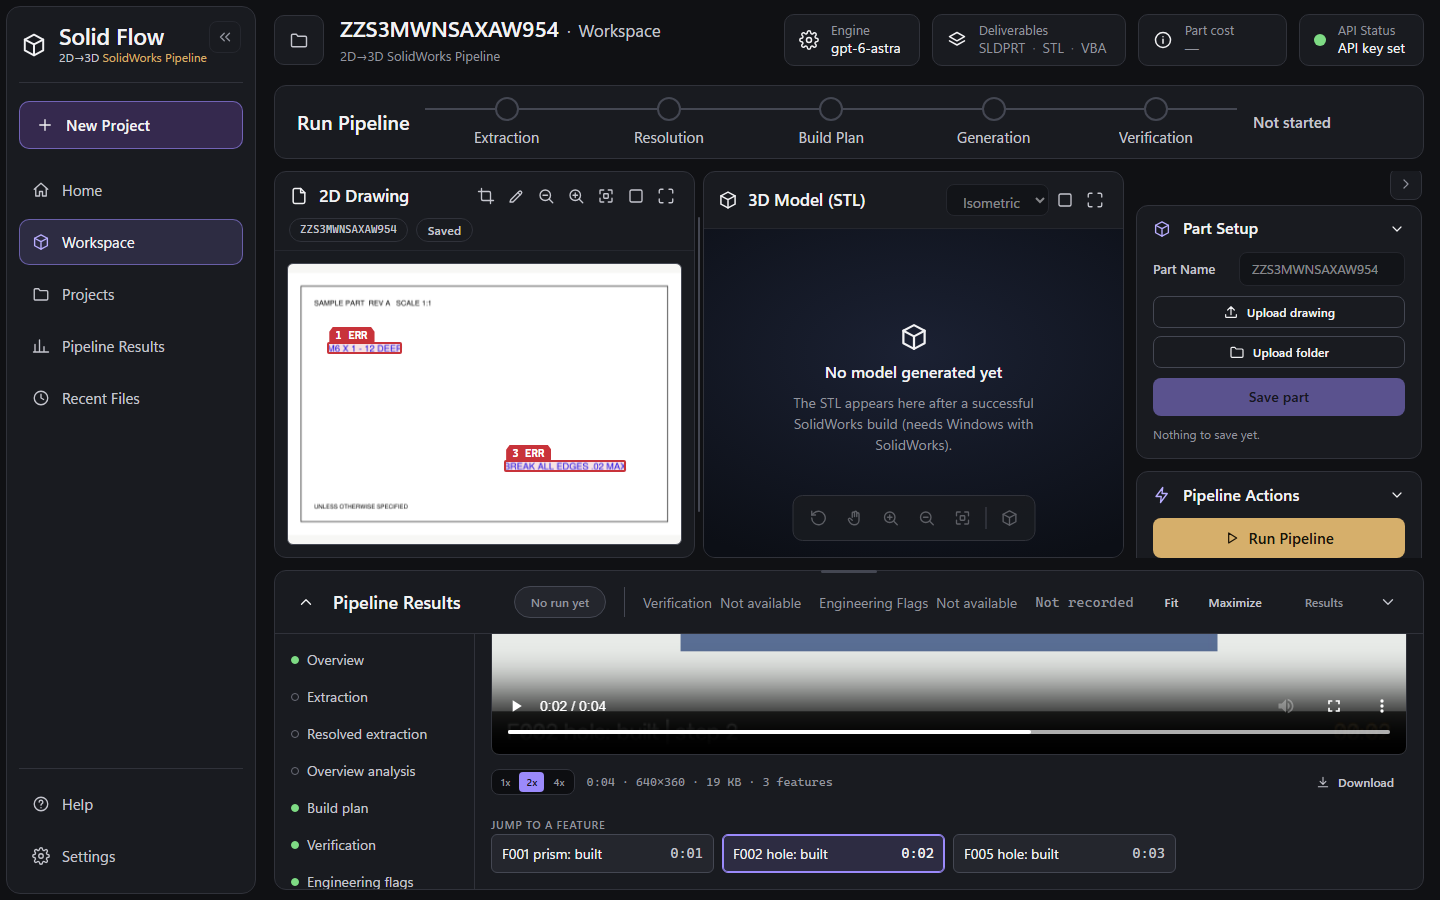 Solid Flow
2D→3D SolidWorks Pipeline
New Project
Home
Workspace
Projects
Pipeline Results
Recent Files
Help
Settings
ZZS3MWNSAXAW954 · Workspace
2D→3D SolidWorks Pipeline
Engine
gpt-6-astra
Deliverables
SLDPRT · STL · VBA
Part cost
—
API Status
API key set
Run Pipeline
Extraction
Resolution
Build Plan
Generation
Verification
Not started
2D Drawing
ZZS3MWNSAXAW954
Saved
SAMPLE PART REV A SCALE 1:1
1 ERR
M6 X 1 - 12 DEEP
3 ERR
BREAK ALL EDGES .02 MAX
UNLESS OTHERWISE SPECIFIED
3D Model (STL)
Isometric
No model generated yet
The STL appears here after a successful
SolidWorks build (needs Windows with
SolidWorks).
Part Setup
Part Name
ZZS3MWNSAXAW954
Upload drawing
Upload folder
Save part
Nothing to save yet.
Pipeline Actions
Run Pipeline
Pipeline Results
No run yet
Verification Not available
Engineering Flags Not available
Not recorded
Fit
Maximize
Results
Overview
Extraction
Resolved extraction
Overview analysis
Build plan
Verification
Engineering flags
0:02 / 0:04
1x
2x
4x
0:04 · 640×360 · 19 KB · 3 features
Download
JUMP TO A FEATURE
F001 prism: built 0:01
F002 hole: built 0:02
F005 hole: built 0:03